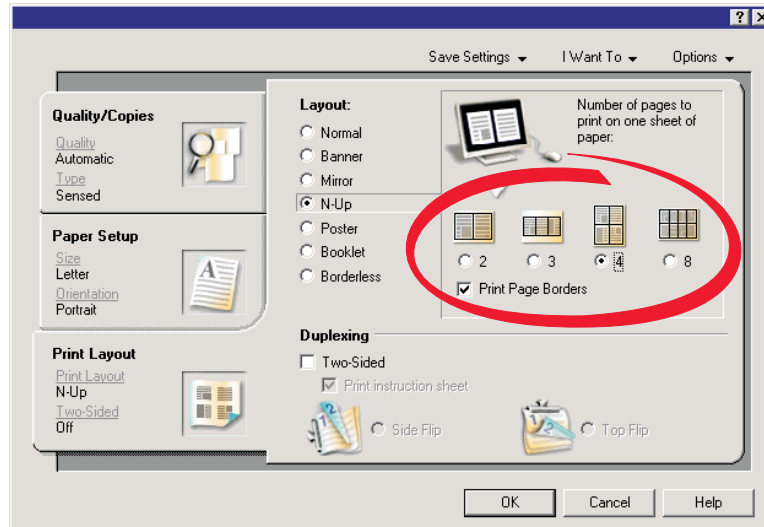 Save Settings
I Want To
Options
Quality/Copies
Quality
Automatic
Type
Sensed
Paper Setup
Size
Letter
Orientation
Portrait
Print Layout
Print Layout
N-Up
Two-Sided
Off
Layout:
Normal
Banner
Mirror
N-Up
Poster
Booklet
Borderless
Number of pages to
print on one sheet of
paper:
2
3
4
8
Print Page Borders
Duplexing
Two-Sided
Print instruction sheet
Side Flip
Top Flip
OK
Cancel
Help